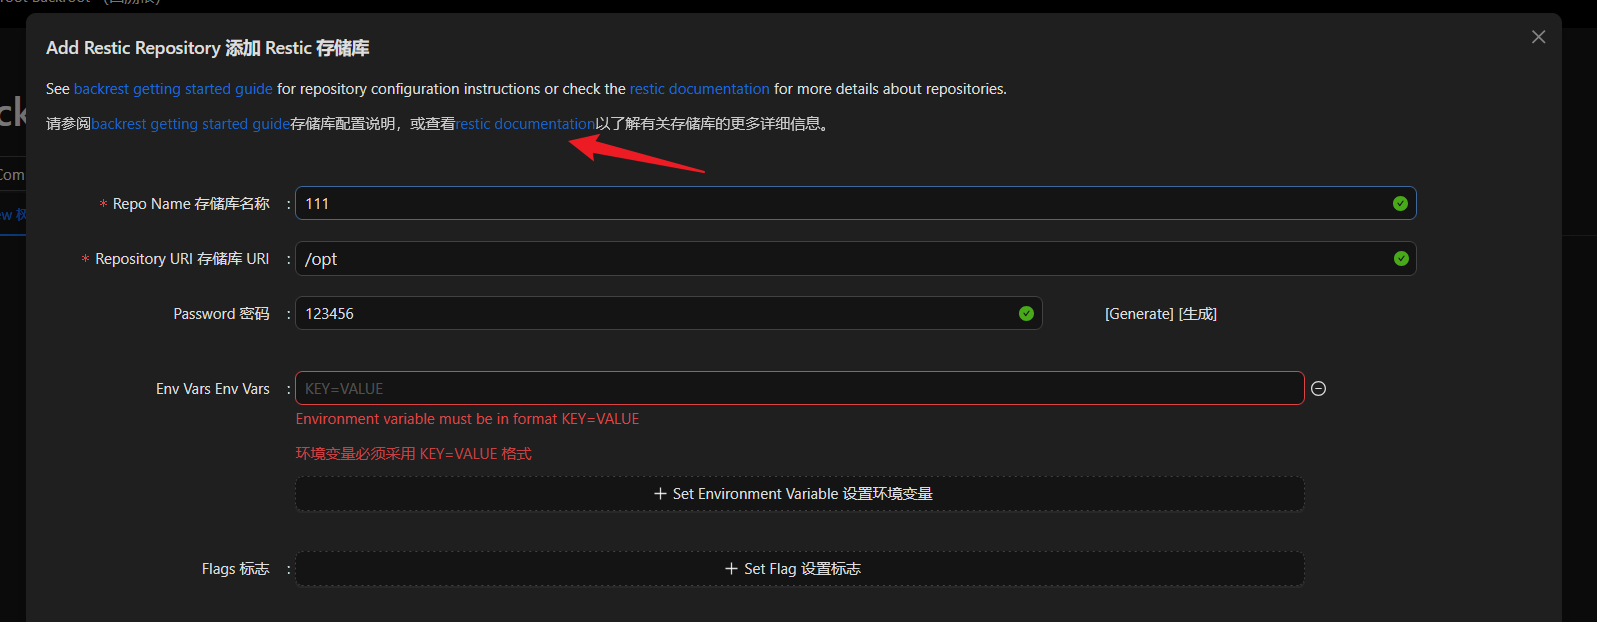 Add Restic Repository 添加 Restic 存储库
See backrest getting started guide for repository configuration instructions or check the restic documentation for more details about repositories.
请参阅backrest getting started guide存储库配置说明，或查看restic documentation以了解有关存储库的更多详细信息。
Com
* Repo Name 存储库名称 : 111
* Repository URI 存储库 URI : /opt
Password 密码 : 123456 [Generate] [生成]
Env Vars Env Vars : KEY=VALUE
Environment variable must be in format KEY=VALUE
环境变量必须采用 KEY=VALUE 格式
+ Set Environment Variable 设置环境变量
Flags 标志 : + Set Flag 设置标志